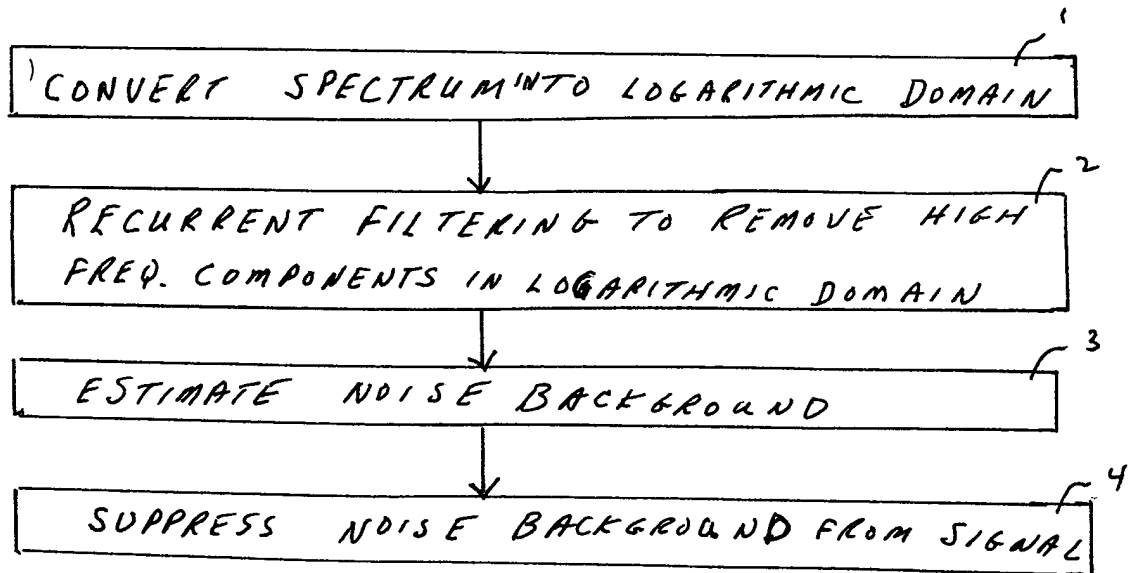 1
CONVERT SPECTRUM INTO LOGARITHMIC DOMAIN
2
RECURRENT FILTERING TO REMOVE HIGH
FREQ. COMPONENTS IN LOGARITHMIC DOMAIN
3
ESTIMATE NOISE BACKGROUND
4
SUPPRESS NOISE BACKGROUND FROM SIGNAL